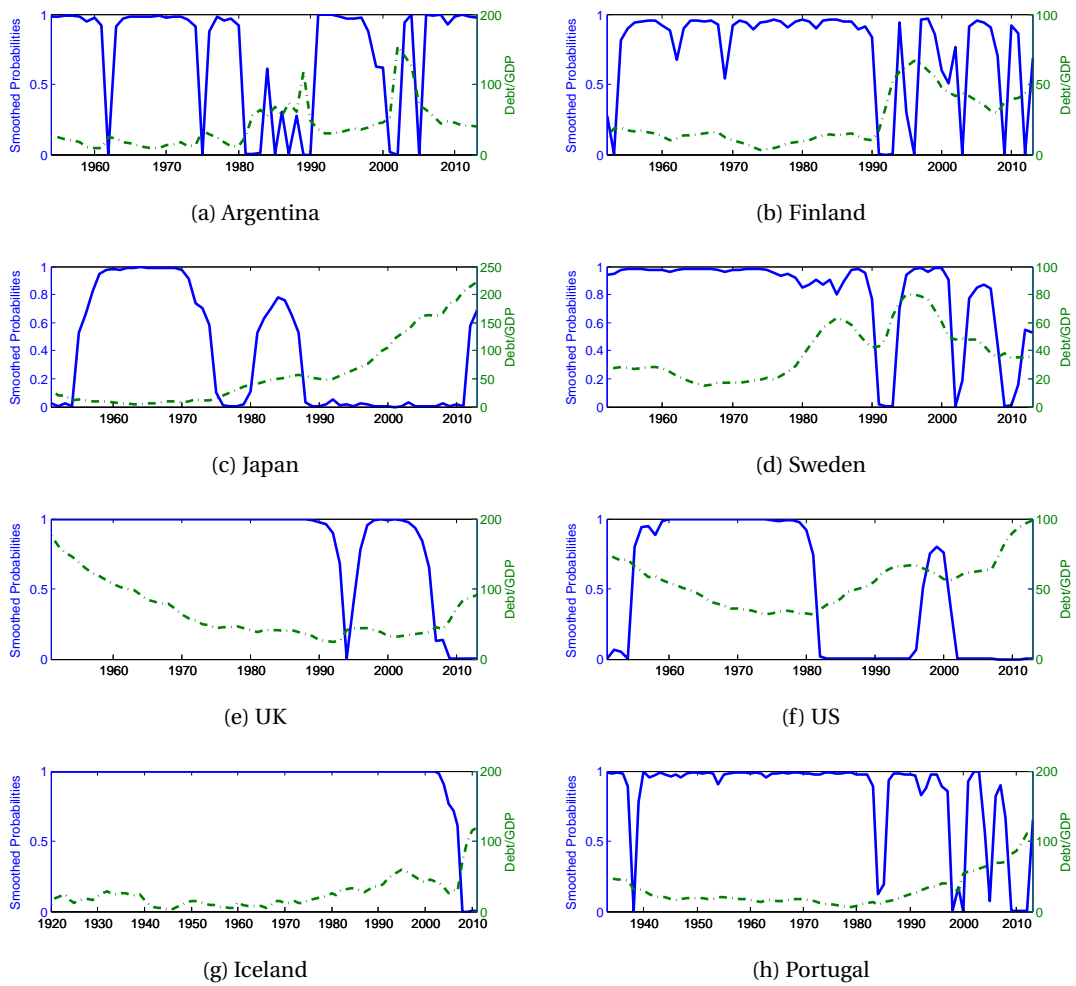 Smoothed Probabilities
1
0.5
0
200
100
0
Debt/GDP
1960 1970 1980 1990 2000 2010
(a) Argentina
Smoothed Probabilities
1
0.5
0
100
50
0
Debt/GDP
1960 1970 1980 1990 2000 2010
(b) Finland
Smoothed Probabilities
1
0.8
0.6
0.4
0.2
0
250
200
150
100
50
0
Debt/GDP
1960 1970 1980 1990 2000 2010
(c) Japan
Smoothed Probabilities
1
0.8
0.6
0.4
0.2
0
100
80
60
40
20
0
Debt/GDP
1960 1970 1980 1990 2000 2010
(d) Sweden
Smoothed Probabilities
1
0.5
0
200
100
0
Debt/GDP
1960 1970 1980 1990 2000 2010
(e) UK
Smoothed Probabilities
1
0.5
0
100
50
0
Debt/GDP
1960 1970 1980 1990 2000 2010
(f) US
Smoothed Probabilities
1
0.5
0
200
100
0
Debt/GDP
1920 1930 1940 1950 1960 1970 1980 1990 2000 2010
(g) Iceland
Smoothed Probabilities
1
0.5
0
200
100
0
Debt/GDP
1940 1950 1960 1970 1980 1990 2000 2010
(h) Portugal